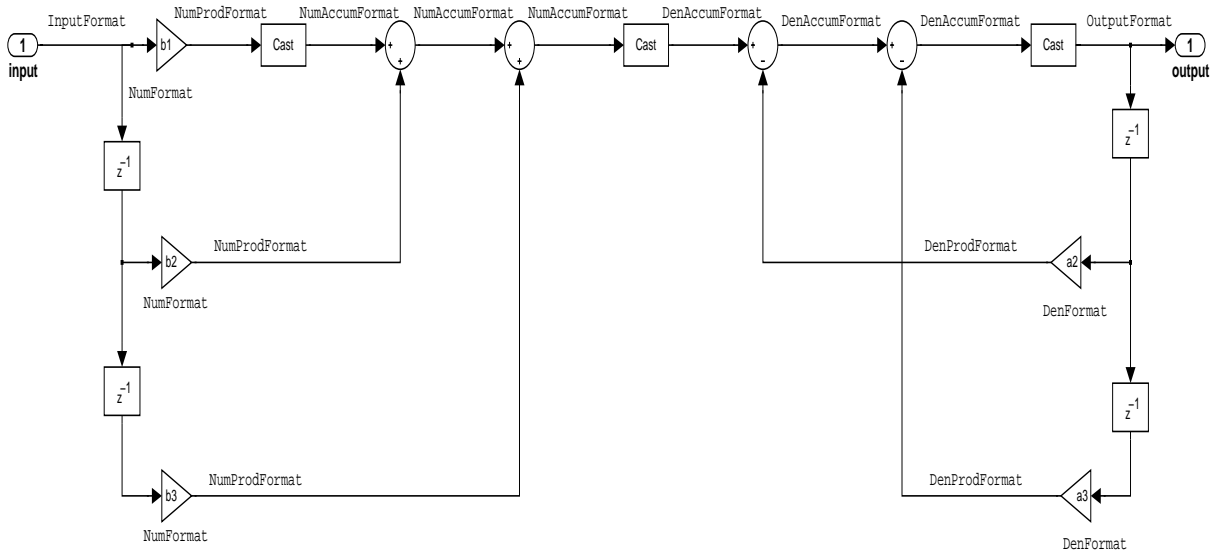 InputFormat
NumProdFormat
NumAccumFormat
NumAccumFormat
NumAccumFormat
DenAccumFormat
DenAccumFormat
DenAccumFormat
OutputFormat
1
input
b1
Cast
+
+
+
+
Cast
+
-
+
-
Cast
1
output
NumFormat
z-1
z-1
b2
NumProdFormat
NumFormat
DenProdFormat
a2
DenFormat
z-1
z-1
b3
NumProdFormat
NumFormat
DenProdFormat
a3
DenFormat